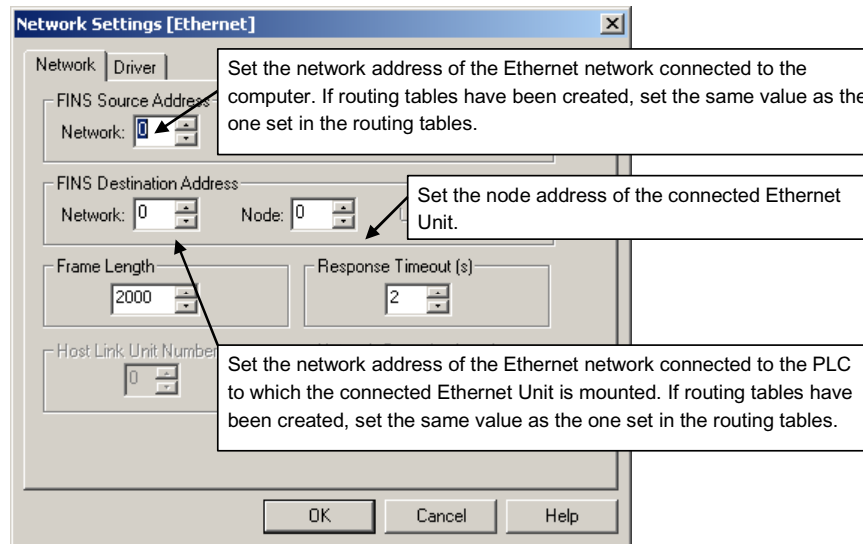 Network Settings [Ethernet]
Network Driver
Set the network address of the Ethernet network connected to the
computer. If routing tables have been created, set the same value as the
one set in the routing tables.
FINS Source Address
Network: 0
FINS Destination Address
Network: 0 Node: 0
Set the node address of the connected Ethernet
Unit.
Frame Length
2000
Response Timeout (s)
2
Host Link Unit Number
0
Set the network address of the Ethernet network connected to the PLC
to which the connected Ethernet Unit is mounted. If routing tables have
been created, set the same value as the one set in the routing tables.
OK Cancel Help